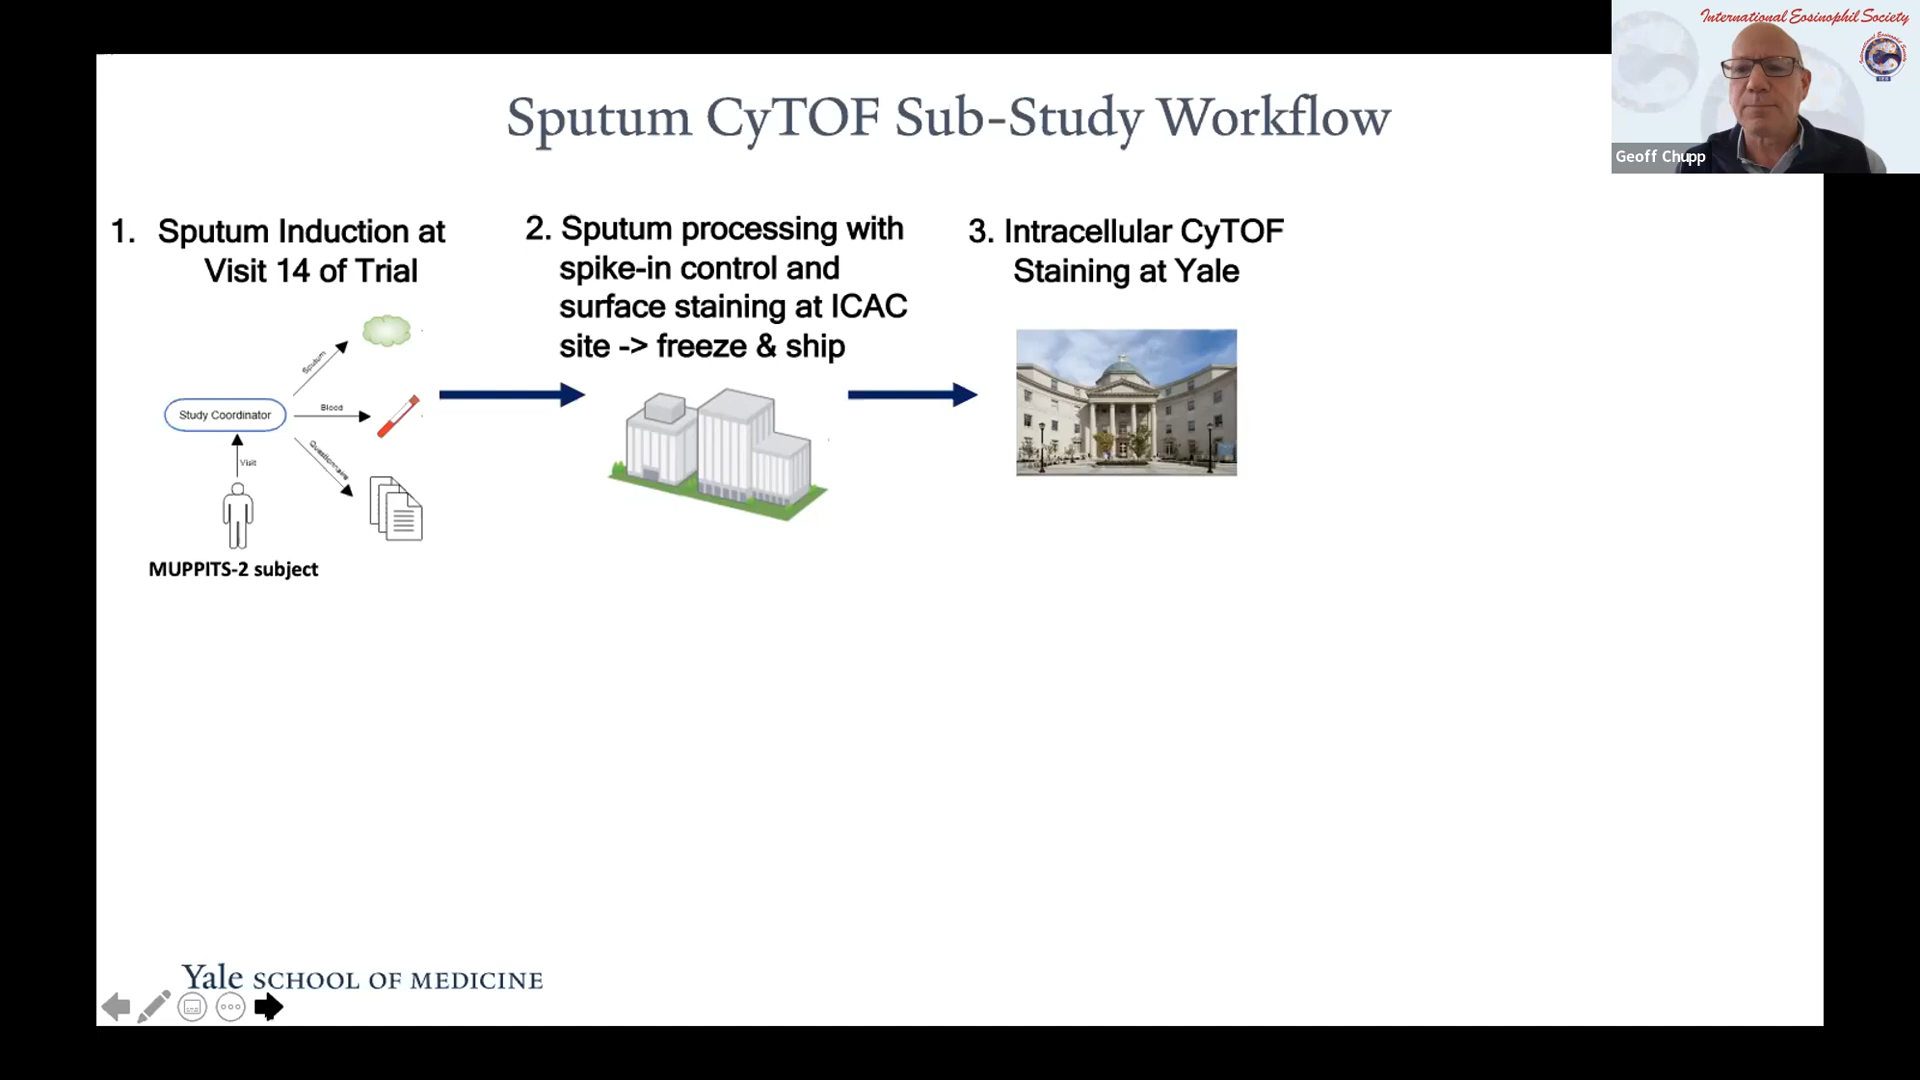 International Eosinophil Society
Geoff Chupp
Sputum CyTOF Sub-Study Workflow
1. Sputum Induction at
Visit 14 of Trial
2. Sputum processing with
spike-in control and
surface staining at ICAC
site -> freeze & ship
3. Intracellular CyTOF
Staining at Yale
Sputum
Study Coordinator
Blood
Visit
MUPPITS-2 subject
Yale SCHOOL OF MEDICINE